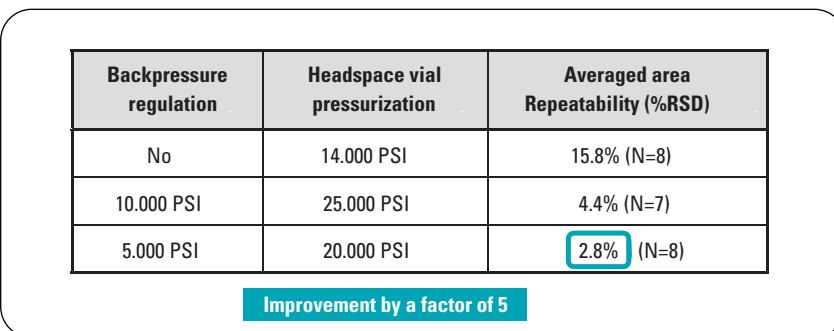 Backpressure regulation Headspace vial pressurization Averaged area Repeatability (%RSD)
No 14.000 PSI 15.8% (N=8)
10.000 PSI 25.000 PSI 4.4% (N=7)
5.000 PSI 20.000 PSI 2.8% (N=8)
Improvement by a factor of 5